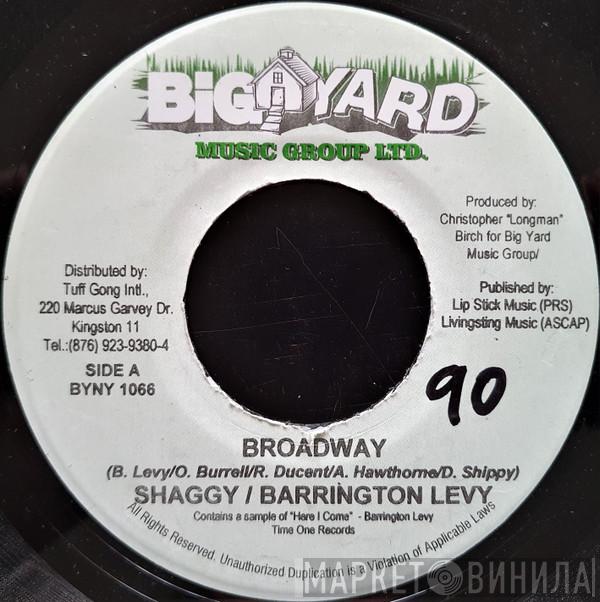 BiG YARD
MUSIC GROUP LTD.
Produced by:
Christopher "Longman"
Birch for Big Yard
Music Group/
Distributed by:
Tuff Gong Intl.,
220 Marcus Garvey Dr.
Kingston 11
Tel.:(876) 923-9380-4
Published by:
Lip Stick Music (PRS)
Livingsting Music (ASCAP)
SIDE A
BYNY 1066
90
BROADWAY
(B. Levy/O. Burrell/R. Ducent/A. Hawthorne/D. Shippy)
SHAGGY / BARRINGTON LEVY
Contains a sample of "Here I Come" - Barrington Levy
Time One Records
All Rights Reserved. Unauthorized Duplication is a Violation of Applicable Laws
МАРКЕТ ВИНИЛА